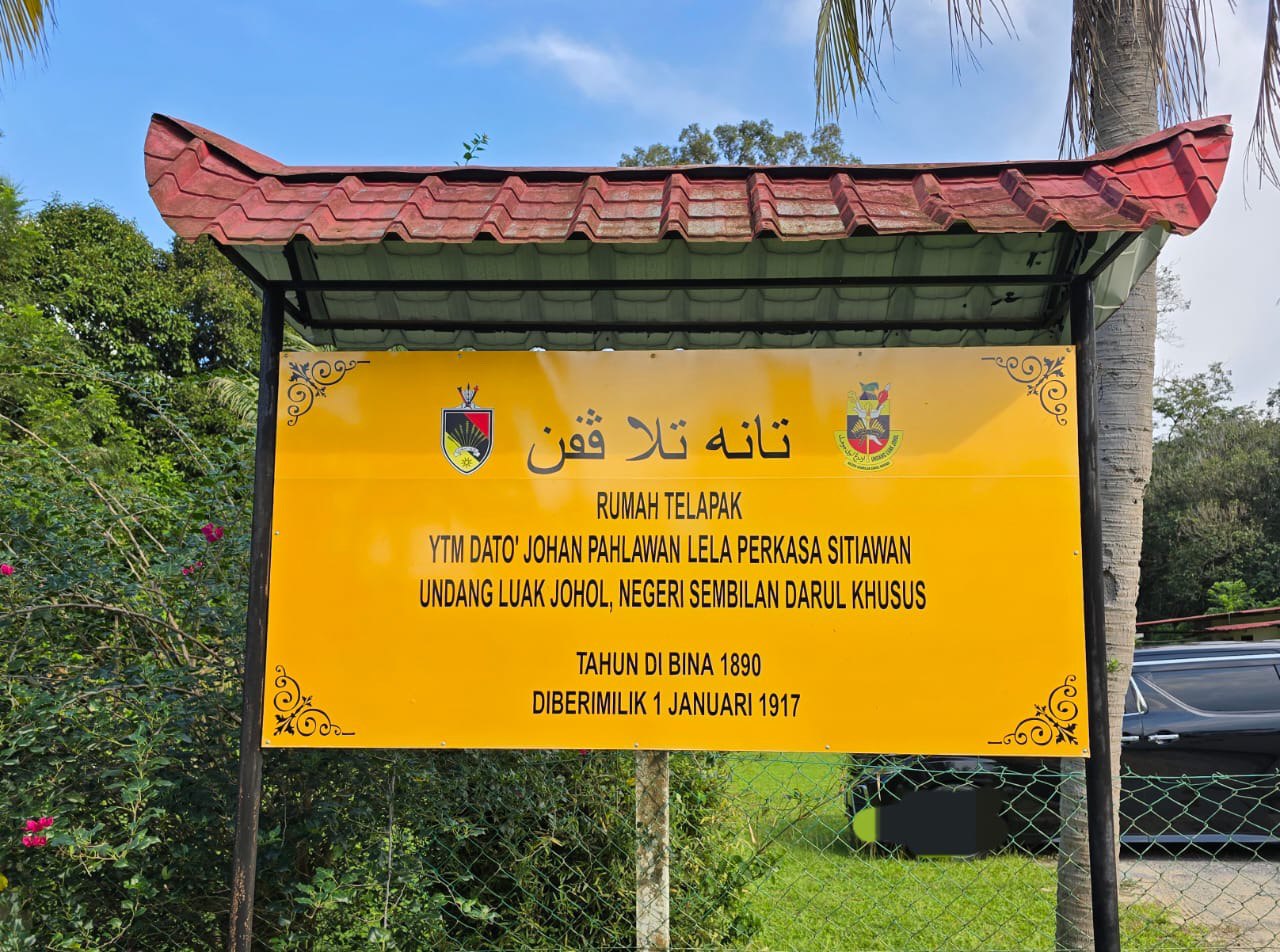 تانه تلا ڤڤن
RUMAH TELAPAK
YTM DATO' JOHAN PAHLAWAN LELA PERKASA SITIAWAN
UNDANG LUAK JOHOL, NEGERI SEMBILAN DARUL KHUSUS
TAHUN DI BINA 1890
DIBERIMILIK 1 JANUARI 1917